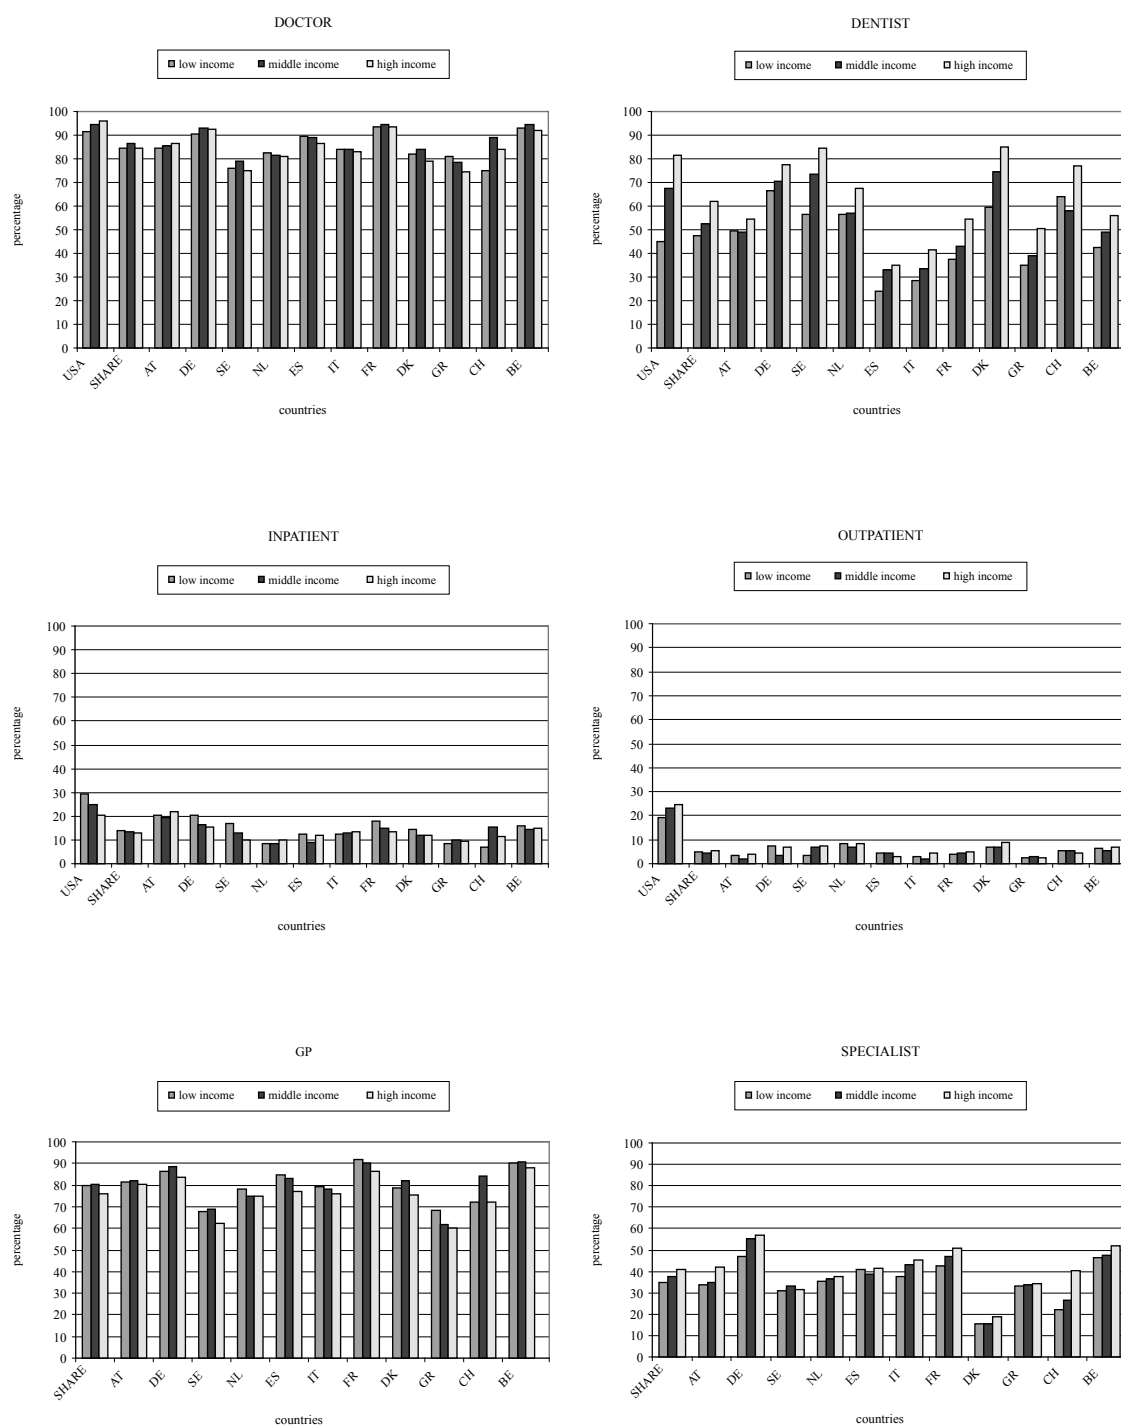 DOCTOR
low income middle income high income
100
90
80
70
60
50
40
30
20
10
0
percentage
USA SHARE AT DE SE NL ES IT FR DK GR CH BE
countries
DENTIST
low income middle income high income
100
90
80
70
60
50
40
30
20
10
0
percentage
USA SHARE AT DE SE NL ES IT FR DK GR CH BE
countries
INPATIENT
low income middle income high income
100
90
80
70
60
50
40
30
20
10
0
percentage
USA SHARE AT DE SE NL ES IT FR DK GR CH BE
countries
OUTPATIENT
low income middle income high income
100
90
80
70
60
50
40
30
20
10
0
percentage
USA SHARE AT DE SE NL ES IT FR DK GR CH BE
countries
GP
low income middle income high income
100
90
80
70
60
50
40
30
20
10
0
percentage
SHARE AT DE SE NL ES IT FR DK GR CH BE
countries
SPECIALIST
low income middle income high income
100
90
80
70
60
50
40
30
20
10
0
percentage
SHARE AT DE SE NL ES IT FR DK GR CH BE
countries